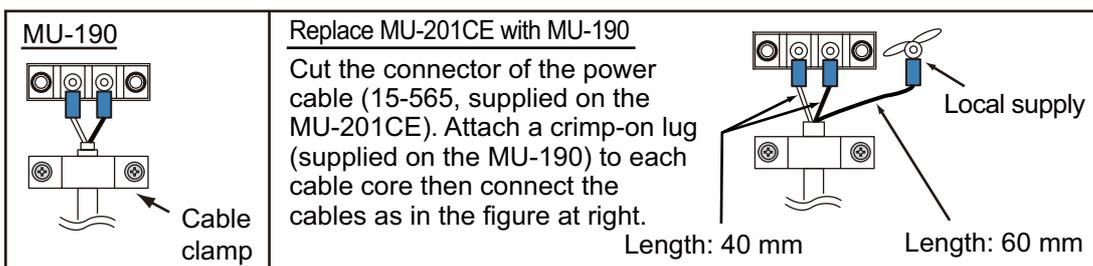 MU-190
Cable
clamp
Replace MU-201CE with MU-190
Cut the connector of the power
cable (15-565, supplied on the
MU-201CE). Attach a crimp-on lug
(supplied on the MU-190) to each
cable core then connect the
cables as in the figure at right.
Local supply
Length: 40 mm
Length: 60 mm